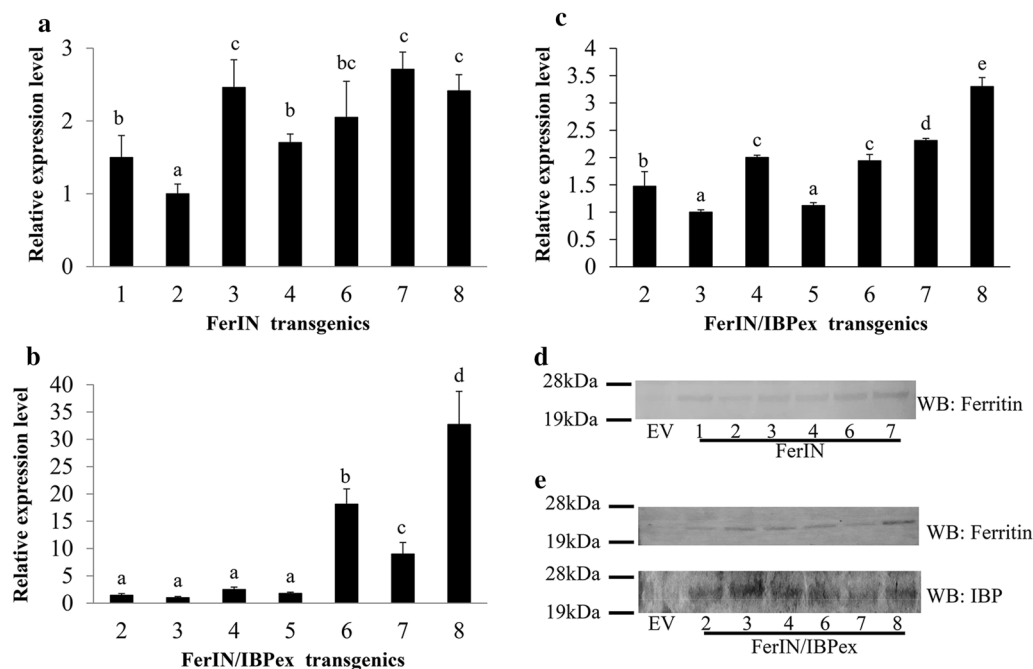 a
Relative expression level
3
2
1
0
b
a
c
b
bc
c
c
1 2 3 4 6 7 8
FerIN transgenics
b
Relative expression level
40
35
30
25
20
15
10
5
0
a
a
a
a
b
c
d
2 3 4 5 6 7 8
FerIN/IBPex transgenics
c
Relative expression level
4
3.5
3
2.5
2
1.5
1
0.5
0
b
a
c
a
c
d
e
2 3 4 5 6 7 8
FerIN/IBPex transgenics
d
28kDa
19kDa
WB: Ferritin
EV 1 2 3 4 6 7
FerIN
e
28kDa
19kDa
WB: Ferritin
28kDa
19kDa
WB: IBP
EV 2 3 4 6 7 8
FerIN/IBPex